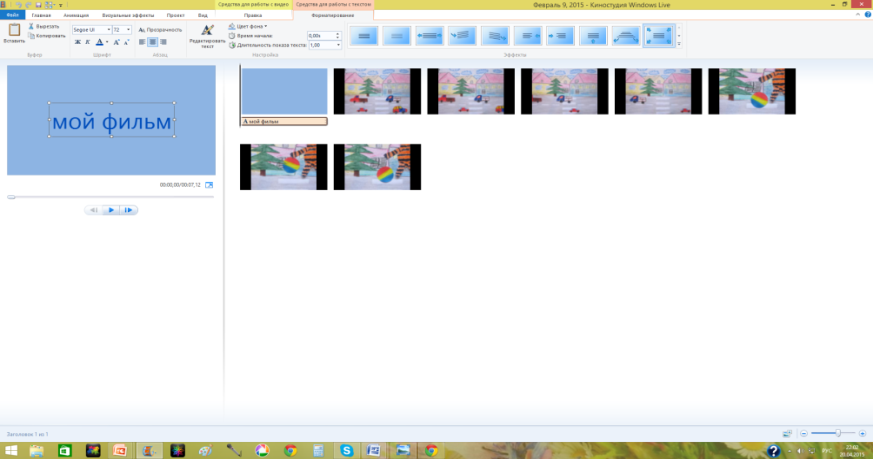 Средства для работы с видео
Средства для работы с текстом
Февраль 9, 2015 - Киностудия Windows Live
Файл
Главная
Анимация
Визуальные эффекты
Проект
Вид
Правка
Форматирование
Вставить
Вырезать
Копировать
Буфер
Segoe UI
72
Прозрачность
Ж К А
Шрифт
Абзац
Редактировать
текст
Цвет фона
Время начала:
0,00s
Длительность показа текста:
1,00
Настройка
Эффекты
мой фильм
00:00,00/00:07,12
А мой фильм
Заголовок 1 из 1
РУС